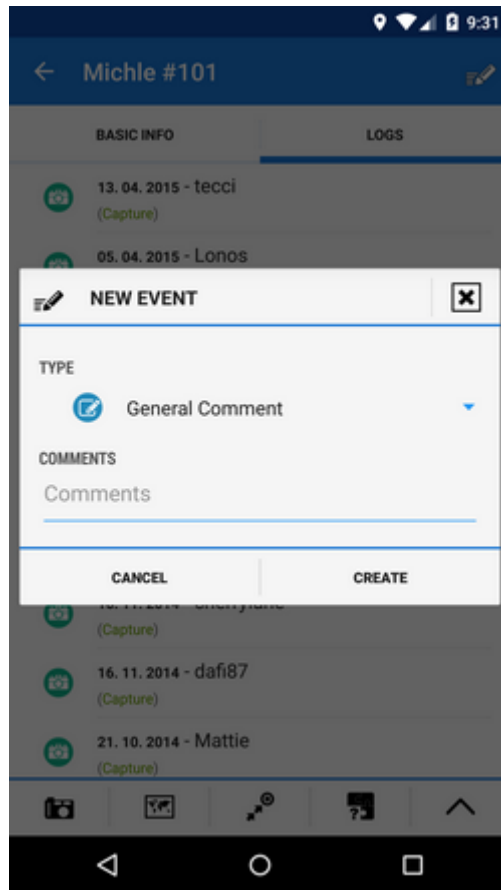 9:31
Michle #101
BASIC INFO LOGS
13. 04. 2015 - tecci
(Capture)
05. 04. 2015 - Lonos
NEW EVENT
TYPE
General Comment
COMMENTS
Comments
CANCEL CREATE
(Capture)
16. 11. 2014 - dafi87
(Capture)
21. 10. 2014 - Mattie
(Capture)